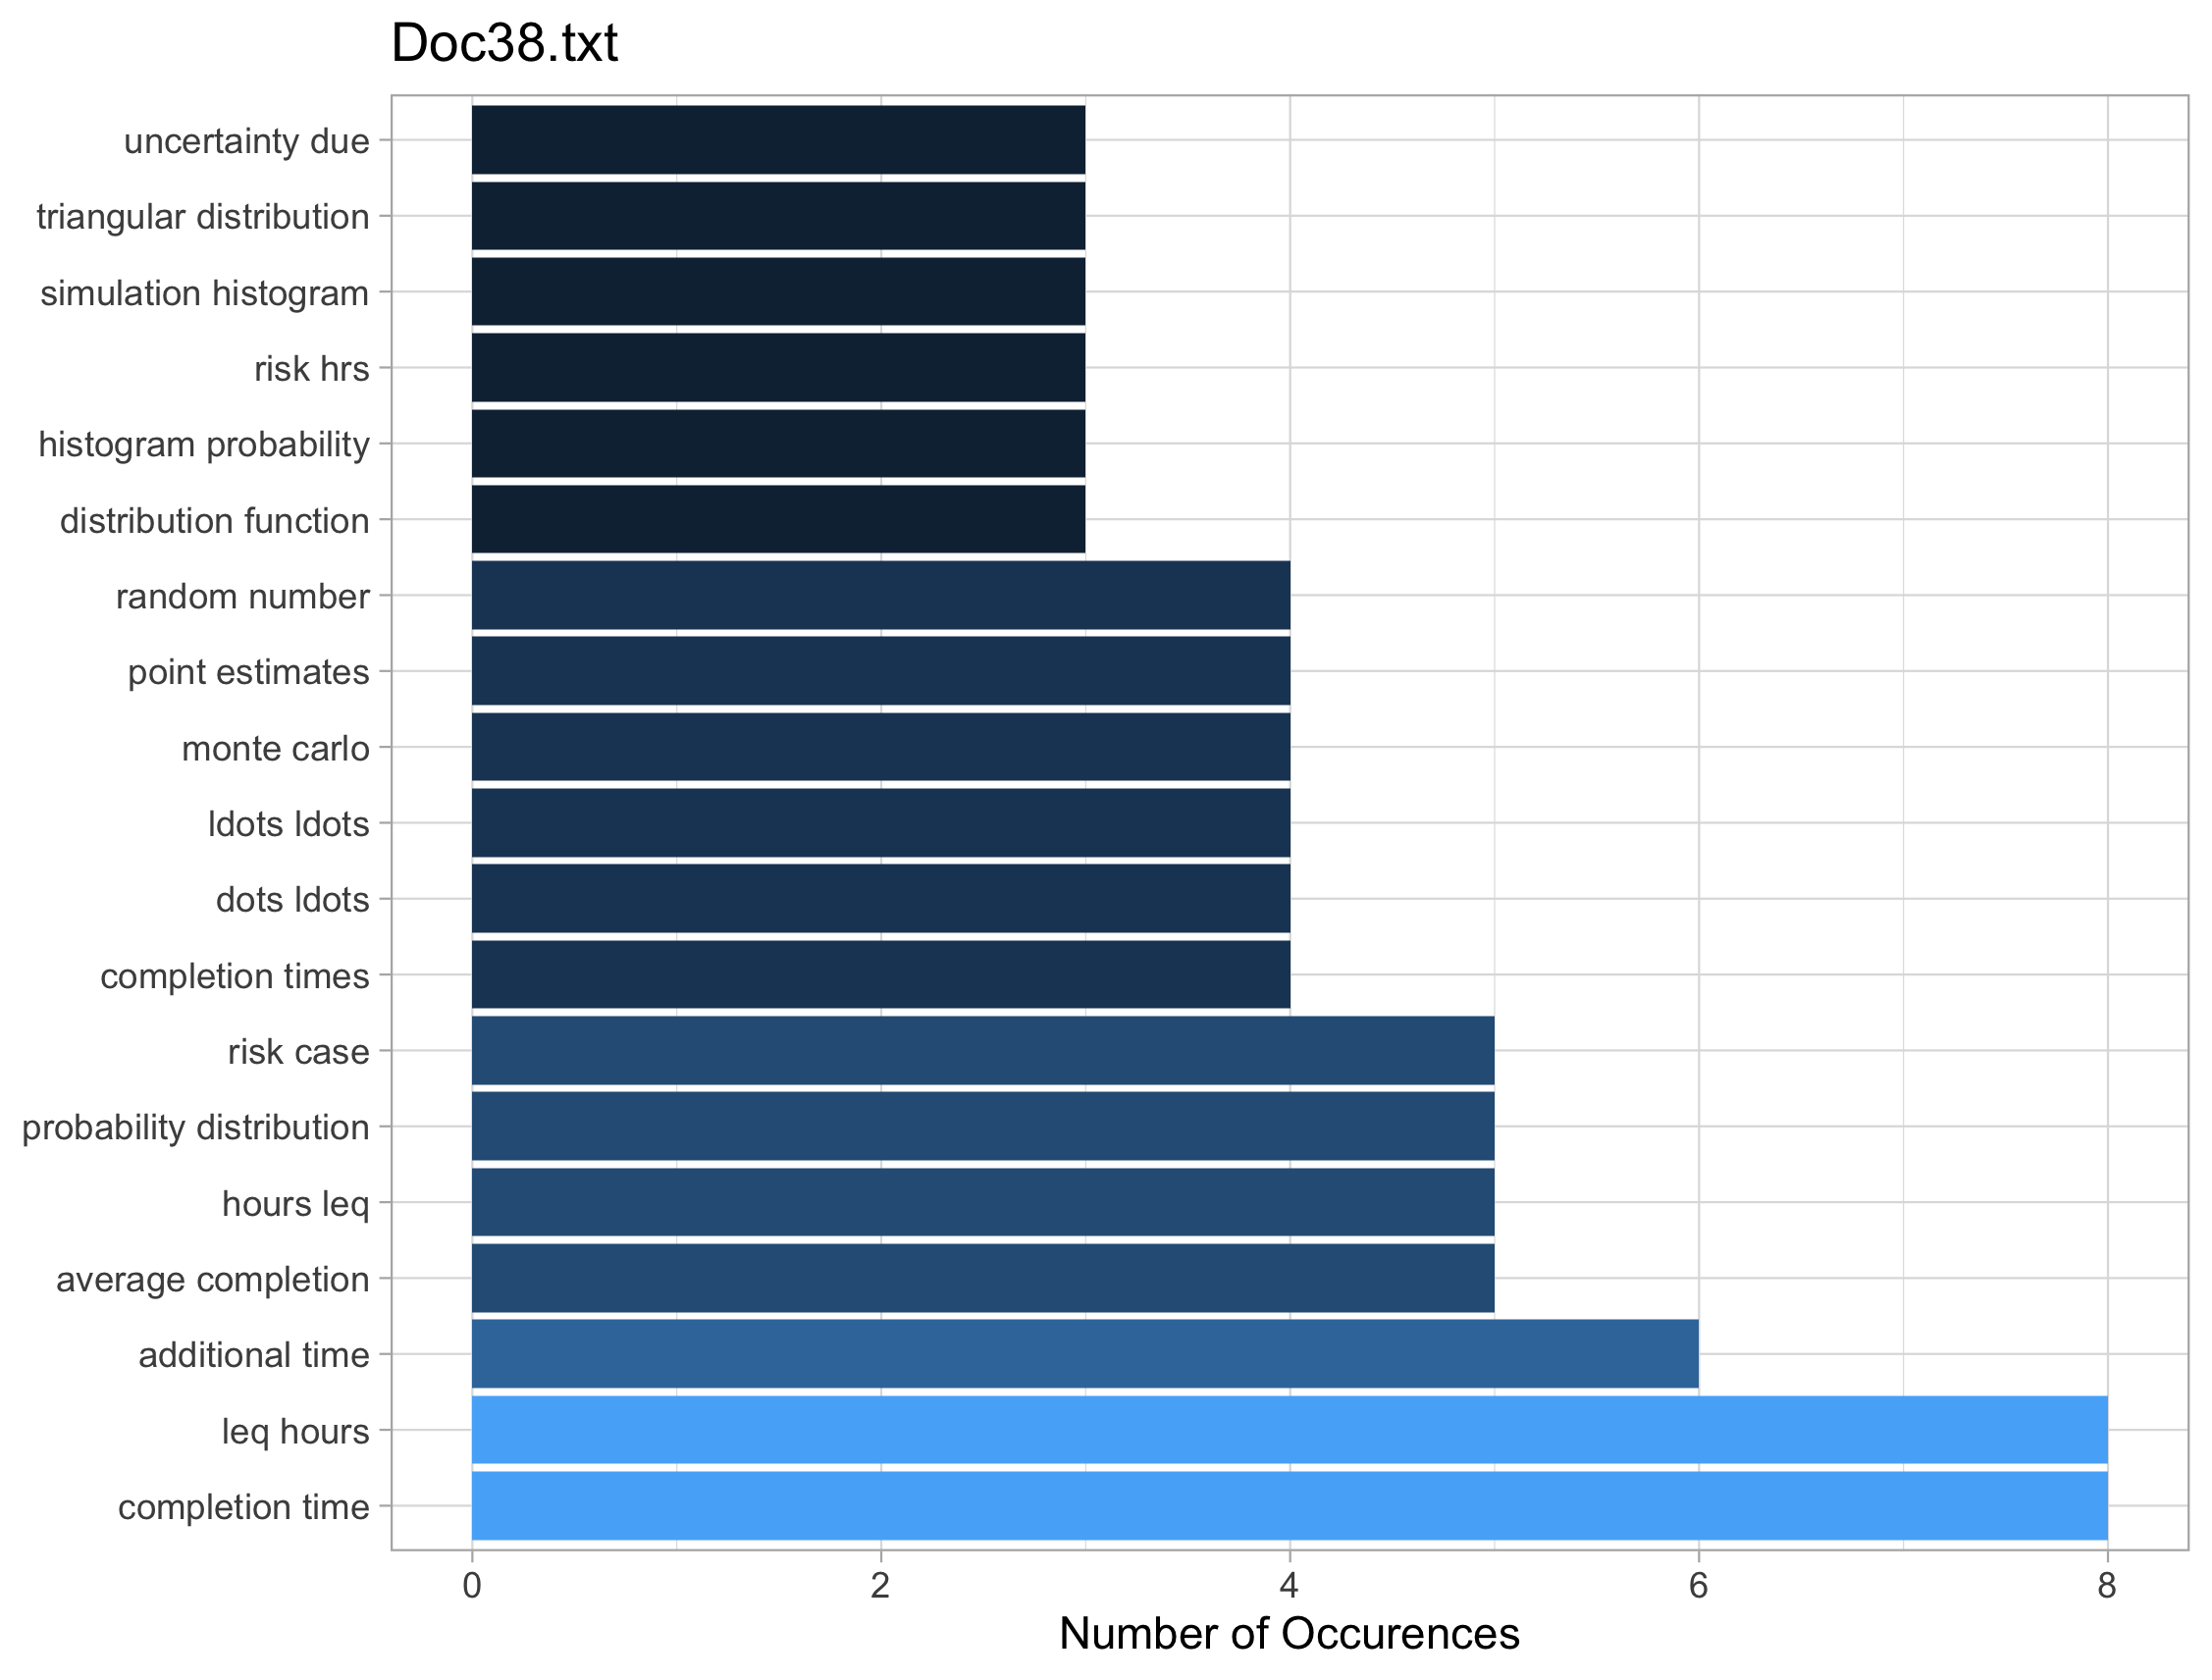 Doc38.txt
uncertainty due
triangular distribution
simulation histogram
risk hrs
histogram probability
distribution function
random number
point estimates
monte carlo
ldots ldots
dots ldots
completion times
risk case
probability distribution
hours leq
average completion
additional time
leq hours
completion time
0 2 4 6 8
Number of Occurences